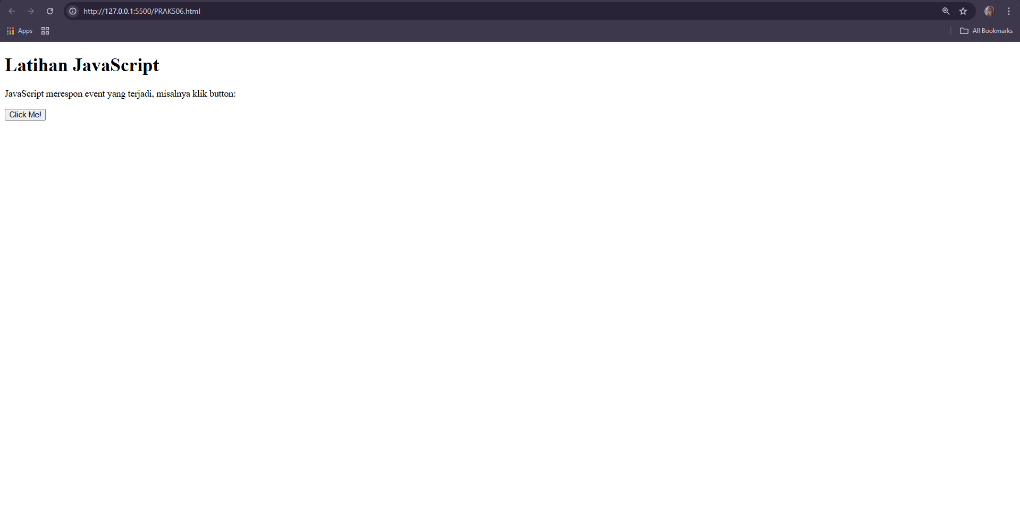 http://127.0.0.1:5500/PRAK506.html
Apps
All Bookmarks
Latihan JavaScript
JavaScript merespon event yang terjadi, misalnya klik button:
Click Me!